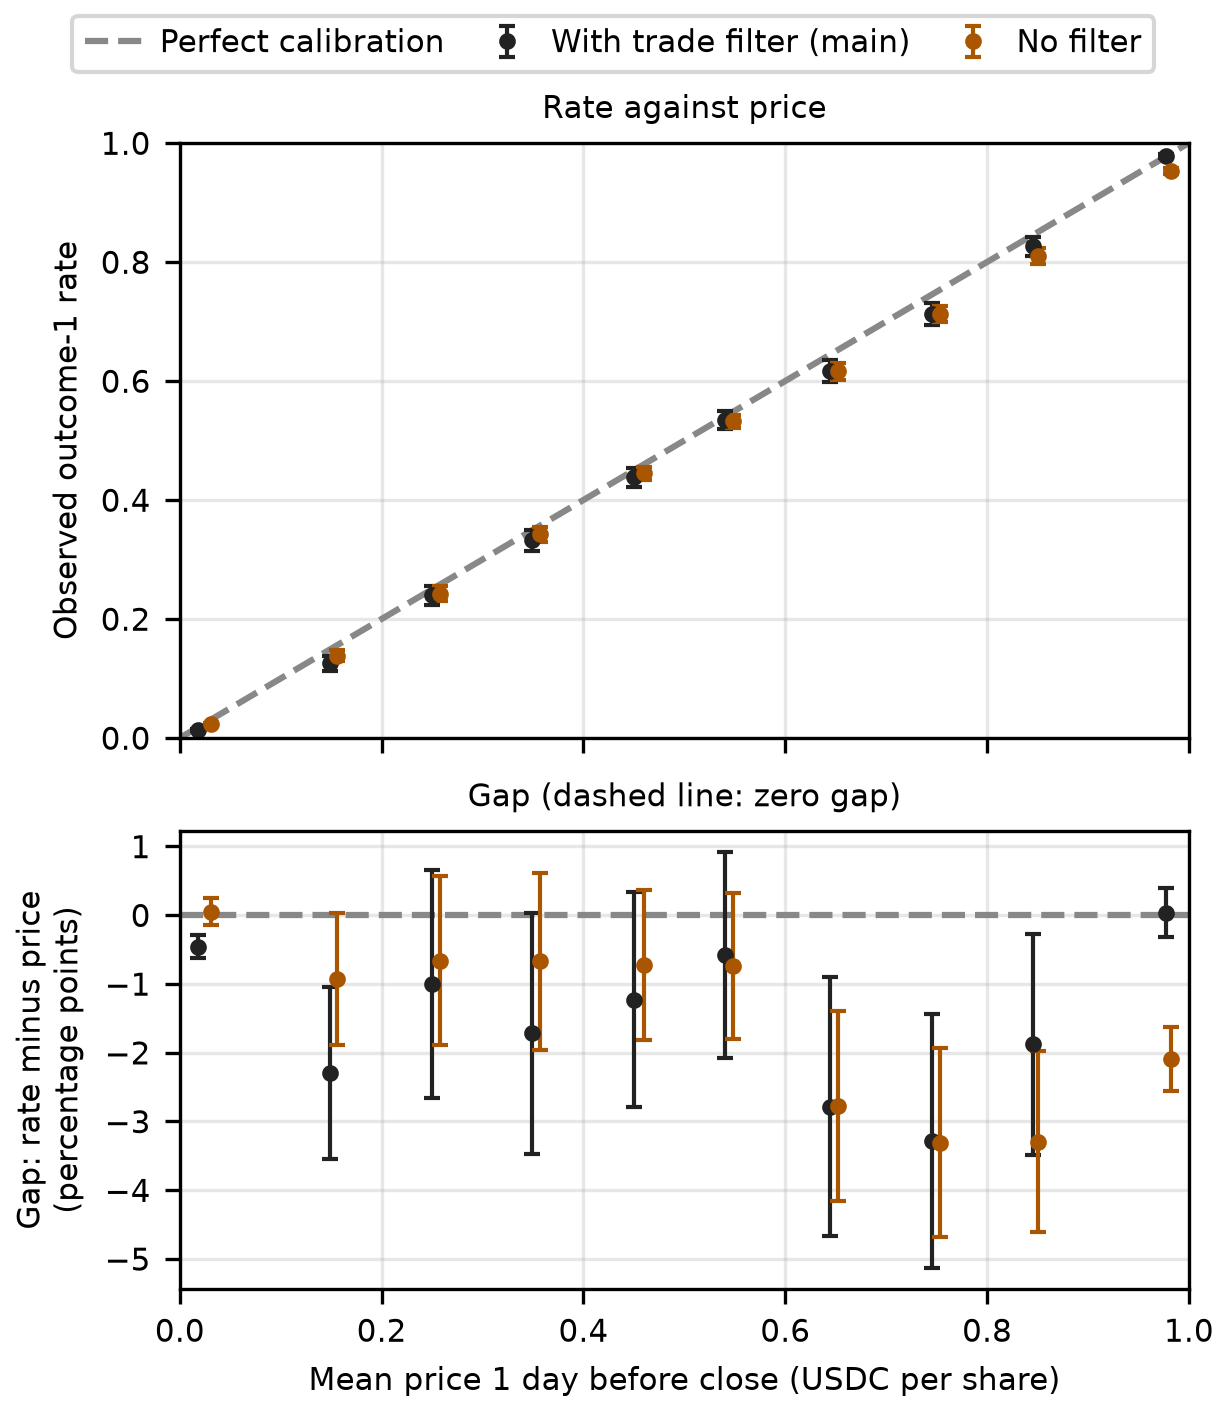 Perfect calibration
With trade filter (main)
No filter
Rate against price
1.0
0.8
0.6
0.4
0.2
0.0
Observed outcome-1 rate
Gap (dashed line: zero gap)
1
0
−1
−2
−3
−4
−5
Gap: rate minus price
(percentage points)
0.0
0.2
0.4
0.6
0.8
1.0
Mean price 1 day before close (USDC per share)